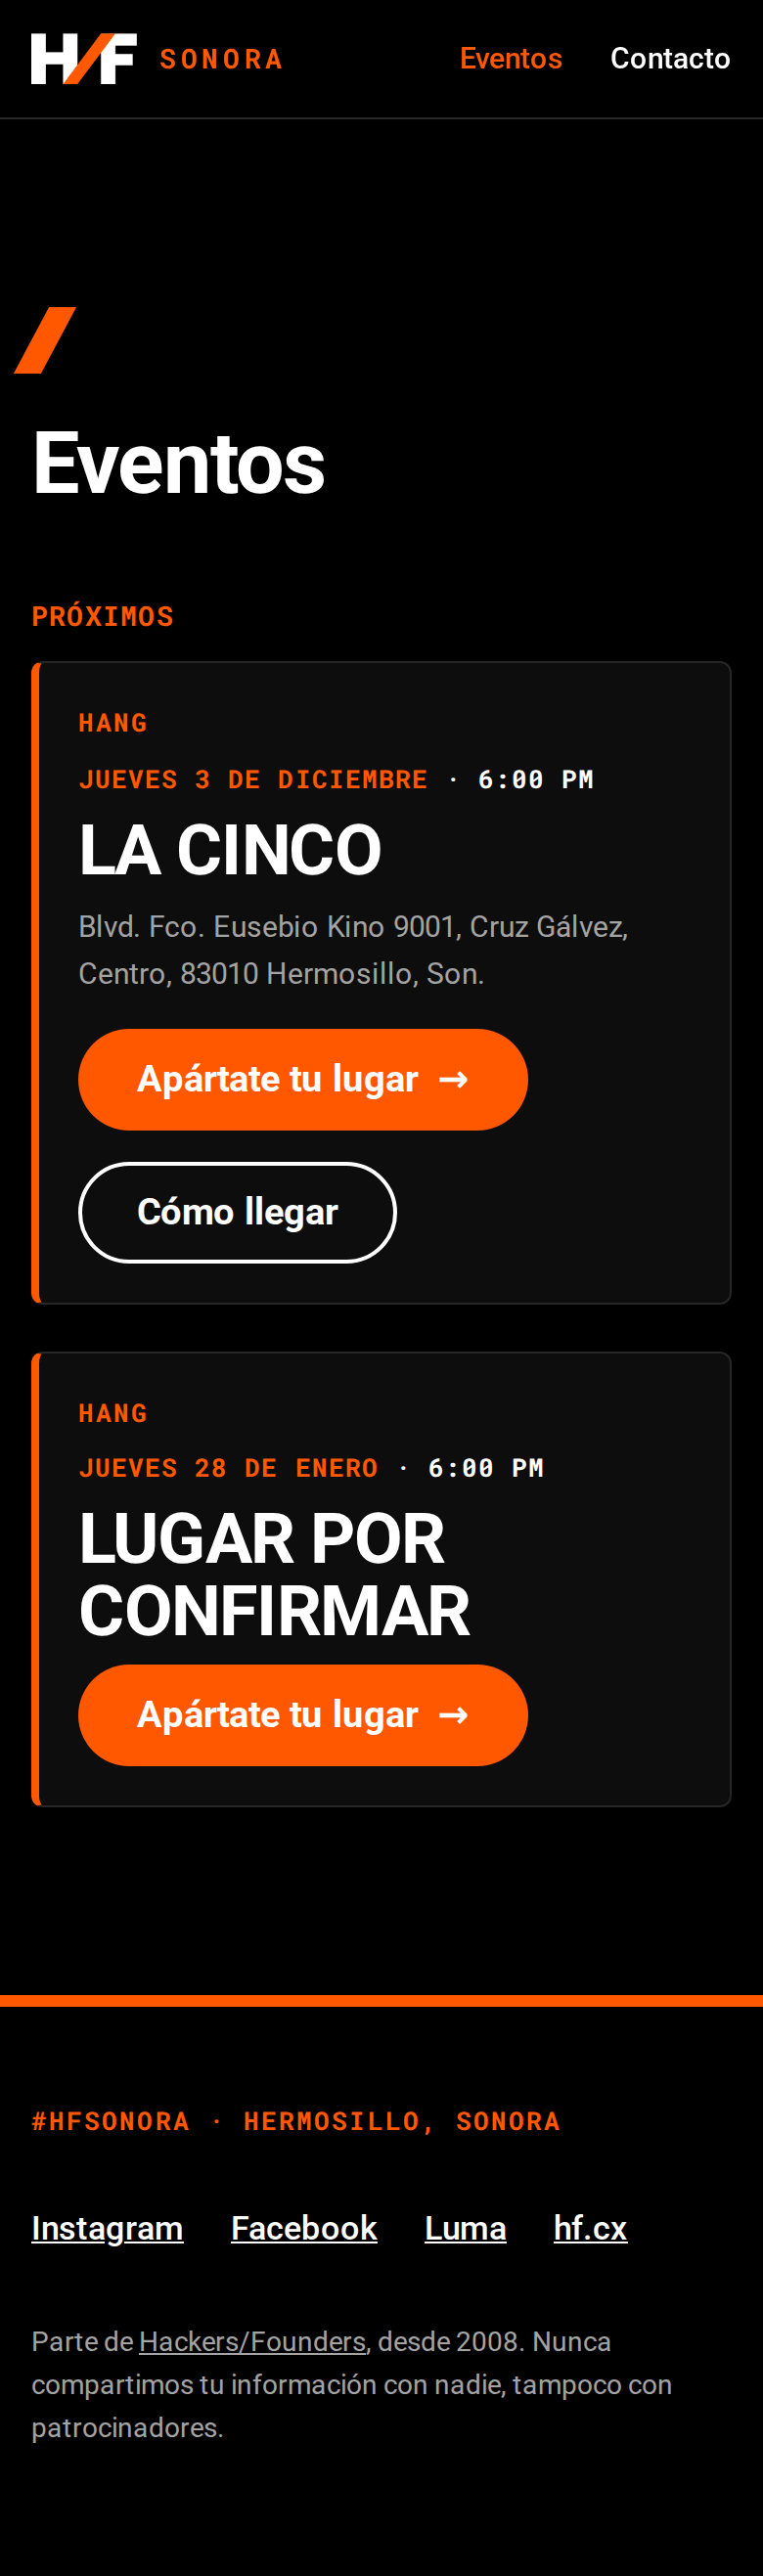 H/F SONORA
Eventos Contacto
Eventos
PRÓXIMOS
HANG
JUEVES 3 DE DICIEMBRE · 6:00 PM
LA CINCO
Blvd. Fco. Eusebio Kino 9001, Cruz Gálvez,
Centro, 83010 Hermosillo, Son.
Apártate tu lugar →
Cómo llegar
HANG
JUEVES 28 DE ENERO · 6:00 PM
LUGAR POR
CONFIRMAR
Apártate tu lugar →
#HFSONORA · HERMOSILLO, SONORA
Instagram Facebook Luma hf.cx
Parte de Hackers/Founders, desde 2008. Nunca
compartimos tu información con nadie, tampoco con
patrocinadores.